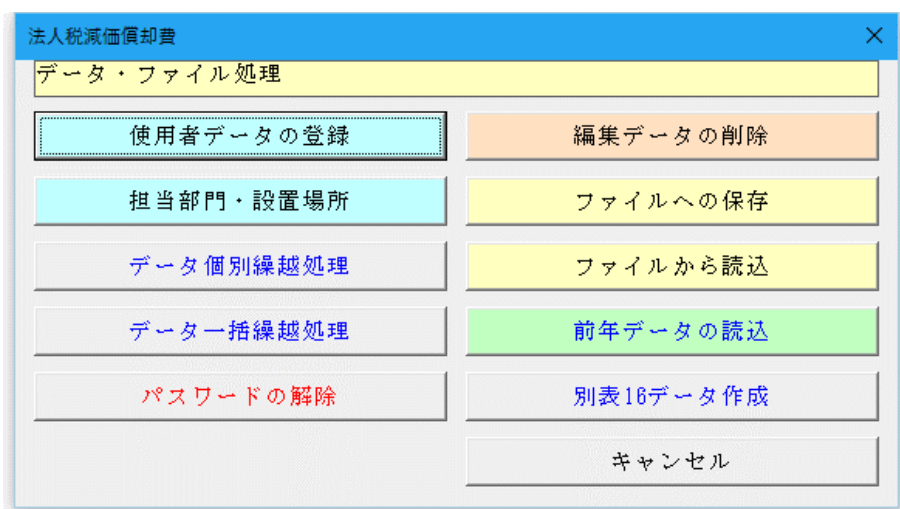 法人税減価償却費
データ・ファイル処理
使用者データの登録
編集データの削除
担当部門・設置場所
ファイルへの保存
データ個別繰越処理
ファイルから読込
データ一括繰越処理
前年データの読込
パスワードの解除
別表16データ作成
キャンセル